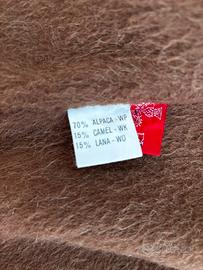 70% ALPACA - WP
15% CAMEL - WK
15% LANA - WO